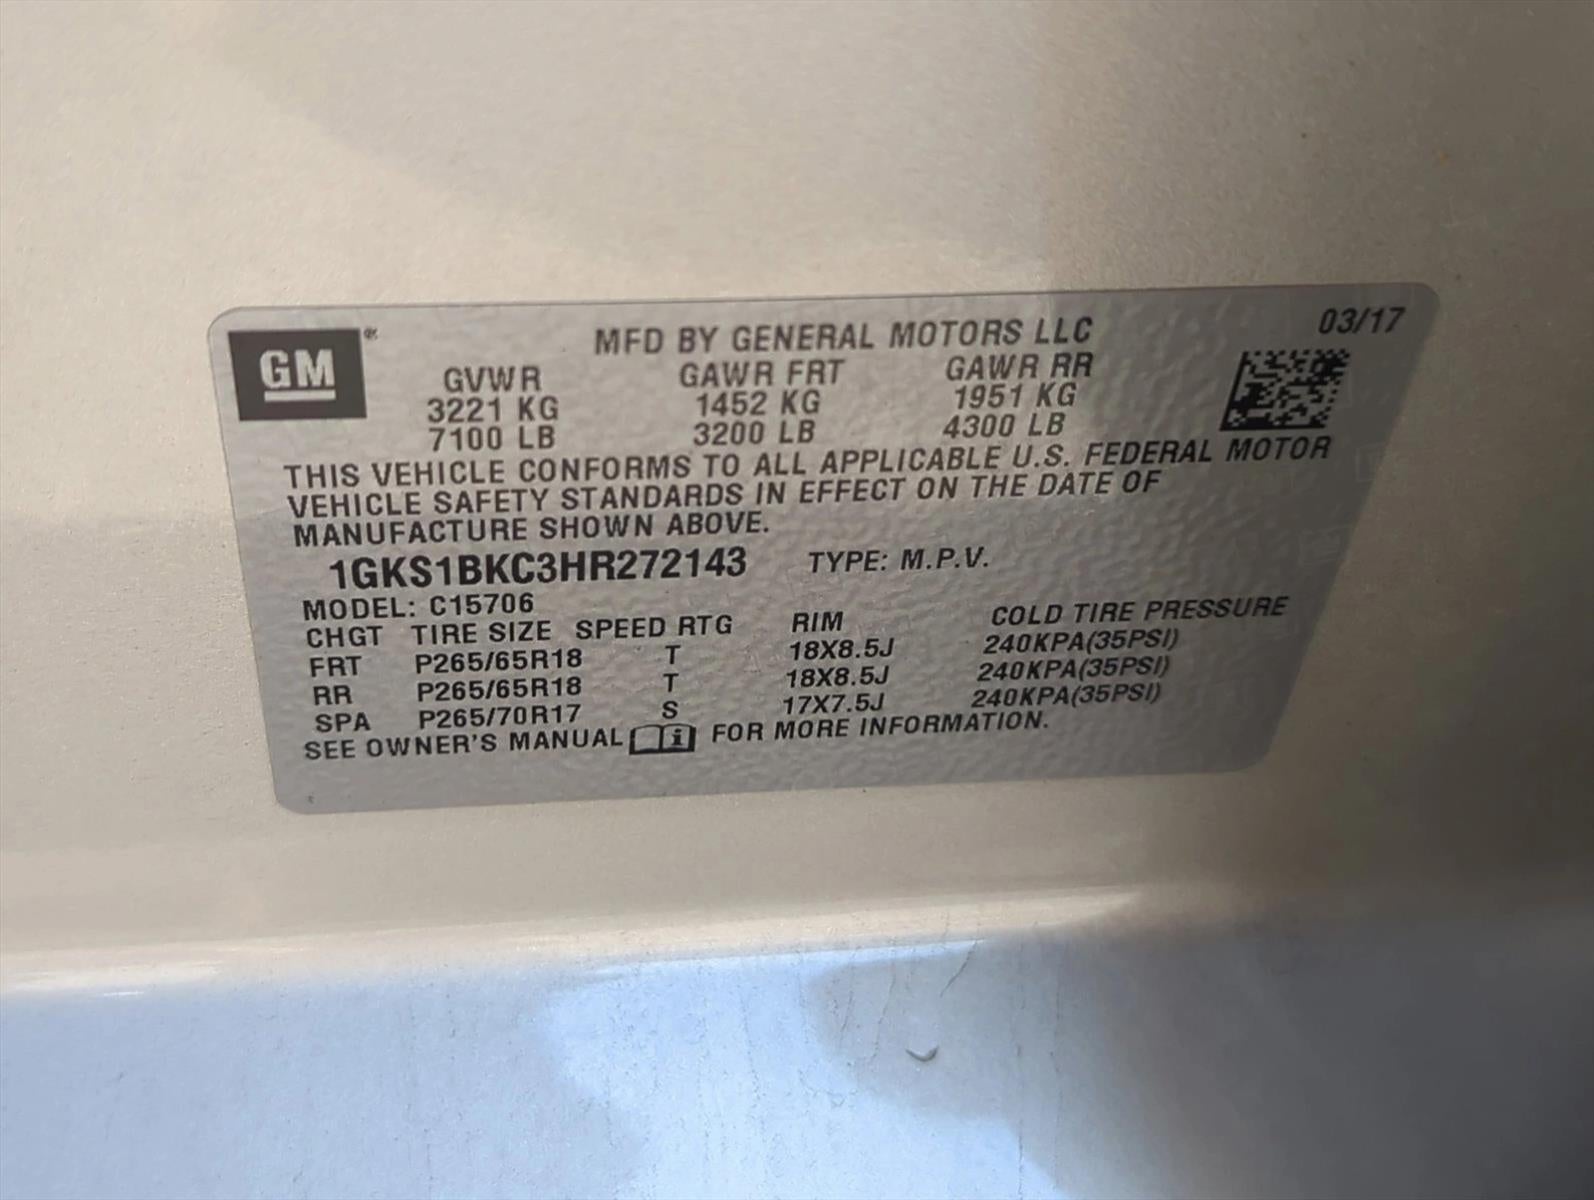 GM ®
MFD BY GENERAL MOTORS LLC 03/17
GVWR GAWR FRT GAWR RR
3221 KG 1452 KG 1951 KG
7100 LB 3200 LB 4300 LB
THIS VEHICLE CONFORMS TO ALL APPLICABLE U.S. FEDERAL MOTOR
VEHICLE SAFETY STANDARDS IN EFFECT ON THE DATE OF
MANUFACTURE SHOWN ABOVE.
1GKS1BKC3HR272143 TYPE: M.P.V.
MODEL: C15706
CHGT TIRE SIZE SPEED RTG RIM COLD TIRE PRESSURE
FRT P265/65R18 T 18X8.5J 240KPA(35PSI)
RR P265/65R18 T 18X8.5J 240KPA(35PSI)
SPA P265/70R17 S 17X7.5J 240KPA(35PSI)
SEE OWNER'S MANUAL i FOR MORE INFORMATION.